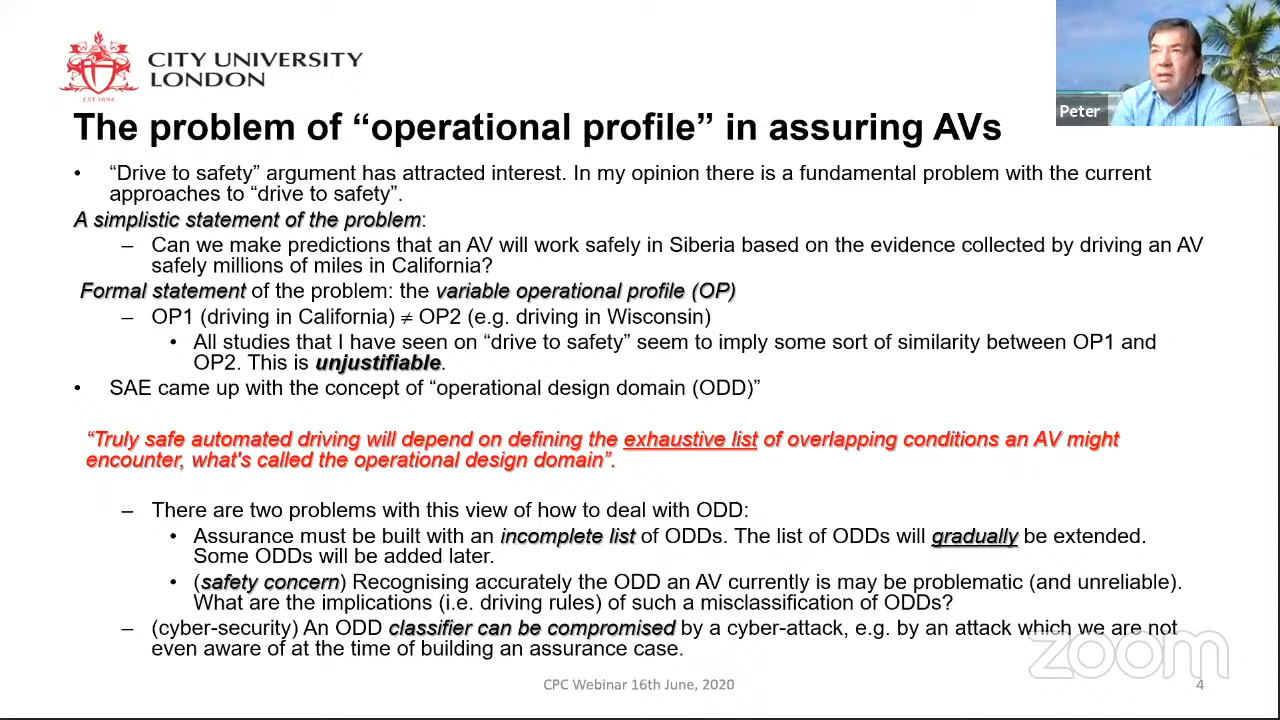 CITY UNIVERSITY
LONDON
EST 1894
Peter
The problem of “operational profile” in assuring AVs
• “Drive to safety” argument has attracted interest. In my opinion there is a fundamental problem with the current
approaches to “drive to safety”.
A simplistic statement of the problem:
– Can we make predictions that an AV will work safely in Siberia based on the evidence collected by driving an AV
safely millions of miles in California?
Formal statement of the problem: the variable operational profile (OP)
– OP1 (driving in California) ≠ OP2 (e.g. driving in Wisconsin)
• All studies that I have seen on “drive to safety” seem to imply some sort of similarity between OP1 and
OP2. This is unjustifiable.
• SAE came up with the concept of “operational design domain (ODD)”
“Truly safe automated driving will depend on defining the exhaustive list of overlapping conditions an AV might
encounter, what's called the operational design domain”.
– There are two problems with this view of how to deal with ODD:
• Assurance must be built with an incomplete list of ODDs. The list of ODDs will gradually be extended.
Some ODDs will be added later.
• (safety concern) Recognising accurately the ODD an AV currently is may be problematic (and unreliable).
What are the implications (i.e. driving rules) of such a misclassification of ODDs?
– (cyber-security) An ODD classifier can be compromised by a cyber-attack, e.g. by an attack which we are not
even aware of at the time of building an assurance case.
zoom
CPC Webinar 16th June, 2020
4